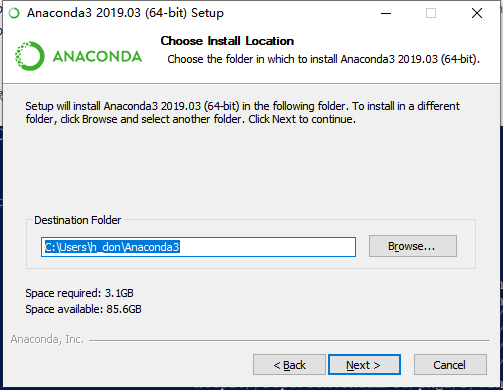 Anaconda3 2019.03 (64-bit) Setup
ANACONDA
Choose Install Location
Choose the folder in which to install Anaconda3 2019.03 (64-bit).
Setup will install Anaconda3 2019.03 (64-bit) in the following folder. To install in a different
folder, click Browse and select another folder. Click Next to continue.
Destination Folder
C:\Users\h_don\Anaconda3
Browse...
Space required: 3.1GB
Space available: 85.6GB
Anaconda, Inc.
< Back
Next >
Cancel